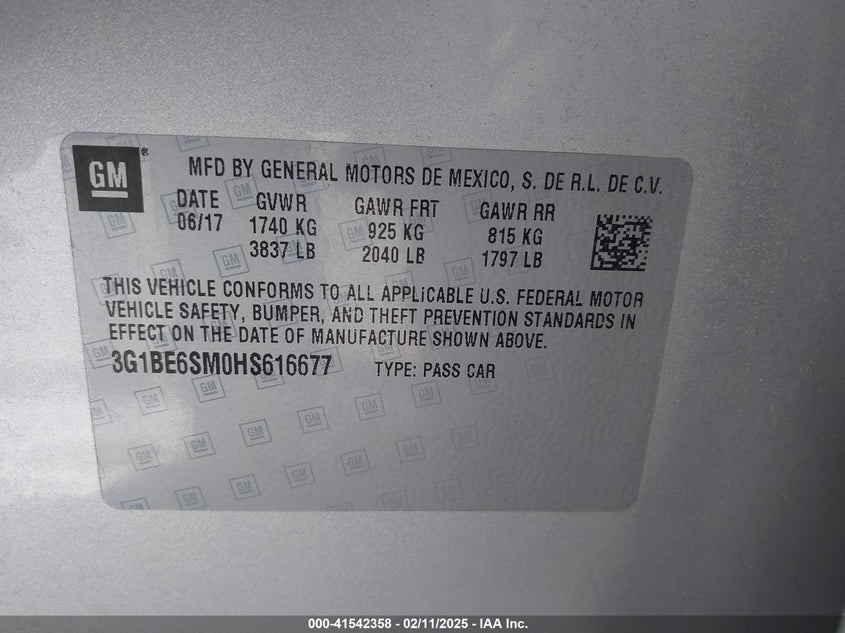 GM ®
MFD BY GENERAL MOTORS DE MEXICO, S. DE R.L. DE C.V.
DATE GVWR GAWR FRT GAWR RR
06/17 1740 KG 925 KG 815 KG
3837 LB 2040 LB 1797 LB
THIS VEHICLE CONFORMS TO ALL APPLICABLE U.S. FEDERAL MOTOR
VEHICLE SAFETY, BUMPER, AND THEFT PREVENTION STANDARDS IN
EFFECT ON THE DATE OF MANUFACTURE SHOWN ABOVE.
3G1BE6SM0HS616677 TYPE: PASS CAR
000-41542358 - 02/11/2025 - IAA Inc.